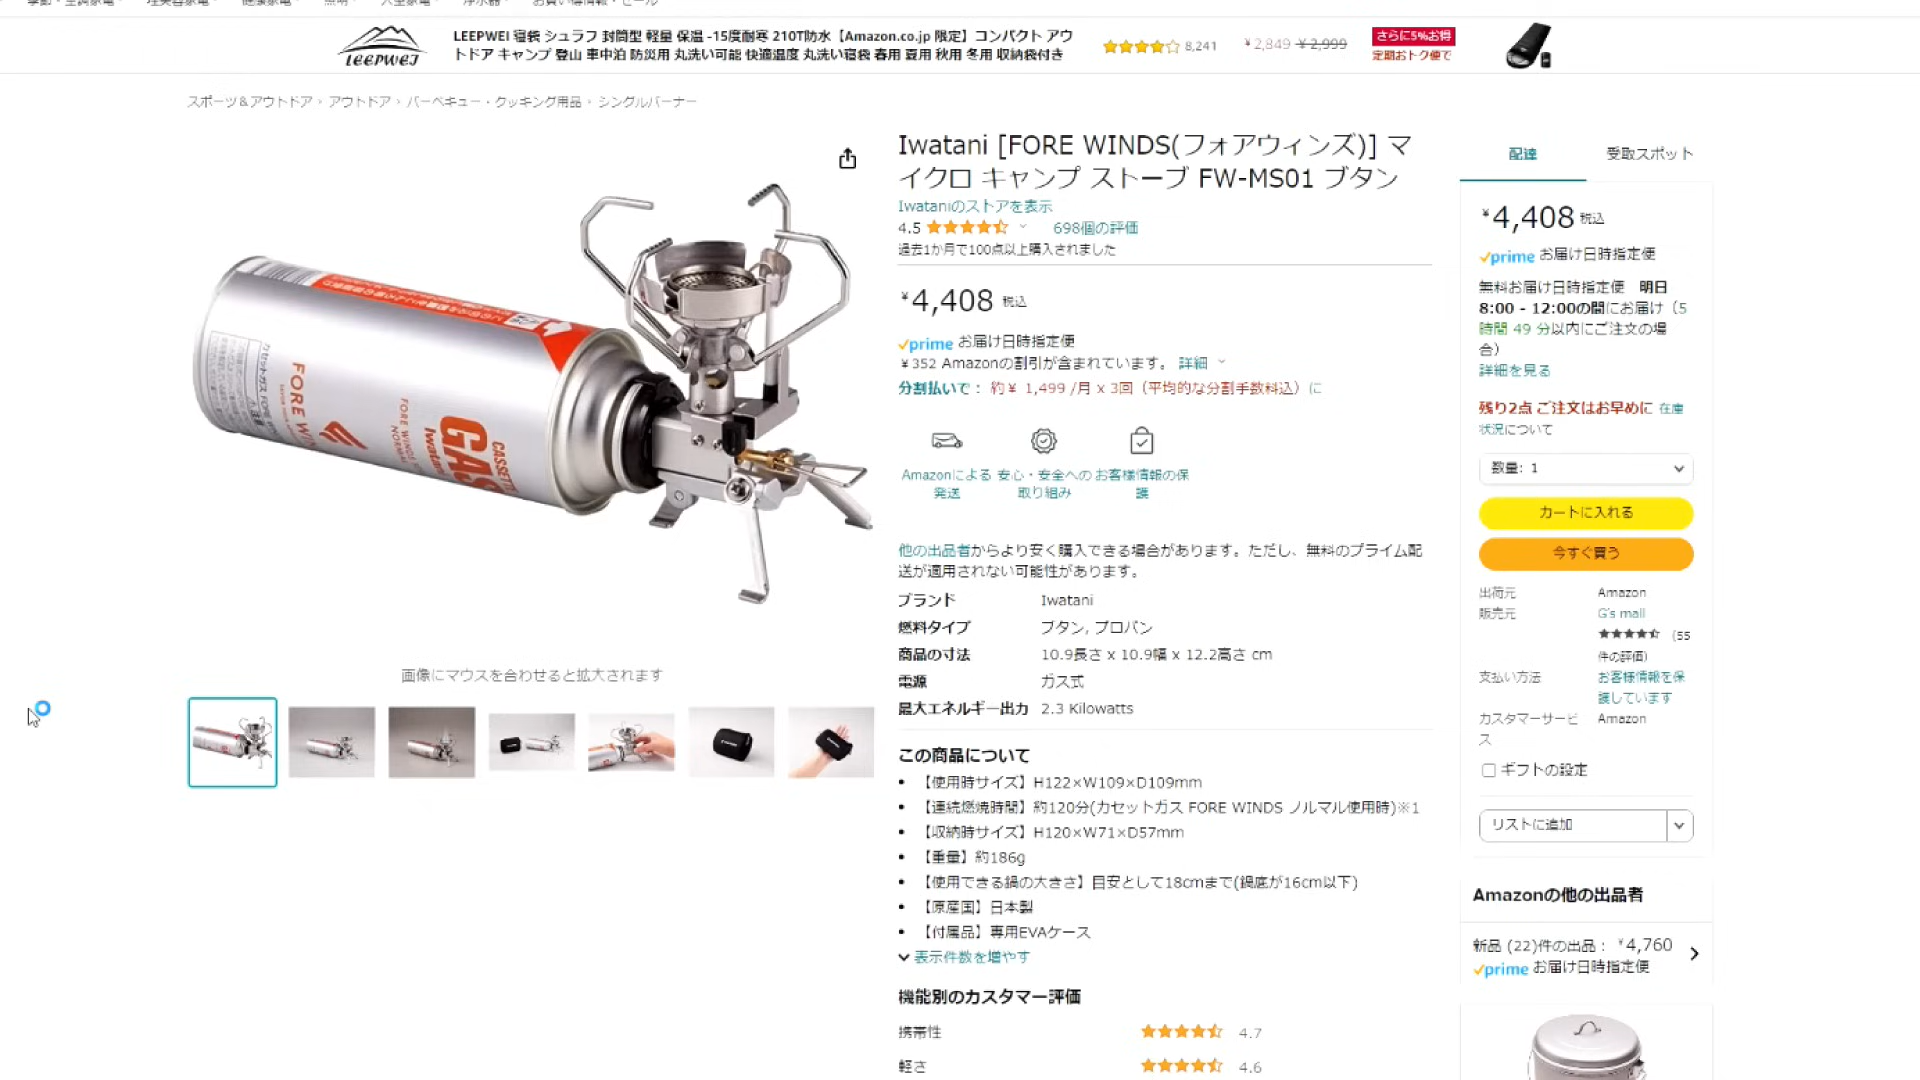 LEEPWEI 寝袋 シュラフ 封筒型 軽量 保温 -15度耐寒 210T防水【Amazon.co.jp 限定】コンパクト アウ
トドア キャンプ 登山 車中泊 防災用 丸洗い可能 快適温度 丸洗い寝袋 春用 夏用 秋用 冬用 収納袋付き
8,241
¥2,849 ¥2,999
さらに5%お得
定期おトク便で
LEEPWEI
スポーツ&アウトドア › アウトドア › バーベキュー・クッキング用品 › シングルバーナー
Iwatani [FORE WINDS(フォアウィンズ)] マ
イクロ キャンプ ストーブ FW-MS01 ブタン
Iwataniのストアを表示
4.5 698個の評価
過去1か月で100点以上購入されました
¥4,408 税込
prime お届け日時指定便
¥352 Amazonの割引が含まれています。 詳細
分割払いで： 約¥ 1,499 /月 x 3回（平均的な分割手数料込）に
Amazonによる
発送
安心・安全への
取り組み
お客様情報の保
護
他の出品者からより安く購入できる場合があります。ただし、無料のプライム配
送が適用されない可能性があります。
ブランド Iwatani
燃料タイプ ブタン, プロパン
商品の寸法 10.9長さ x 10.9幅 x 12.2高さ cm
電源 ガス式
最大エネルギー出力 2.3 Kilowatts
この商品について
• 【使用時サイズ】H122×W109×D109mm
• 【連続燃焼時間】約120分(カセットガス FORE WINDS ノルマル使用時)※1
• 【収納時サイズ】H120×W71×D57mm
• 【重量】約186g
• 【使用できる鍋の大きさ】目安として18cmまで(鍋底が16cm以下)
• 【原産国】日本製
• 【付属品】専用EVAケース
表示件数を増やす
機能別のカスタマー評価
携帯性 4.7
軽さ 4.6
FORE WIN
CASSET
GAS
Iwatani
画像にマウスを合わせると拡大されます
配達
受取スポット
¥4,408 税込
prime お届け日時指定便
無料お届け日時指定便 明日
8:00 - 12:00の間にお届け（5
時間 49 分以内にご注文の場
合）
詳細を見る
残り2点 ご注文はお早めに 在庫
状況について
数量: 1
カートに入れる
今すぐ買う
出荷元 Amazon
販売元 G's mall
(55
件の評価)
支払い方法 お客様情報を保
護しています
カスタマーサービ Amazon
ス
ギフトの設定
リストに追加
Amazonの他の出品者
新品 (22)件の出品： ¥4,760
prime お届け日時指定便